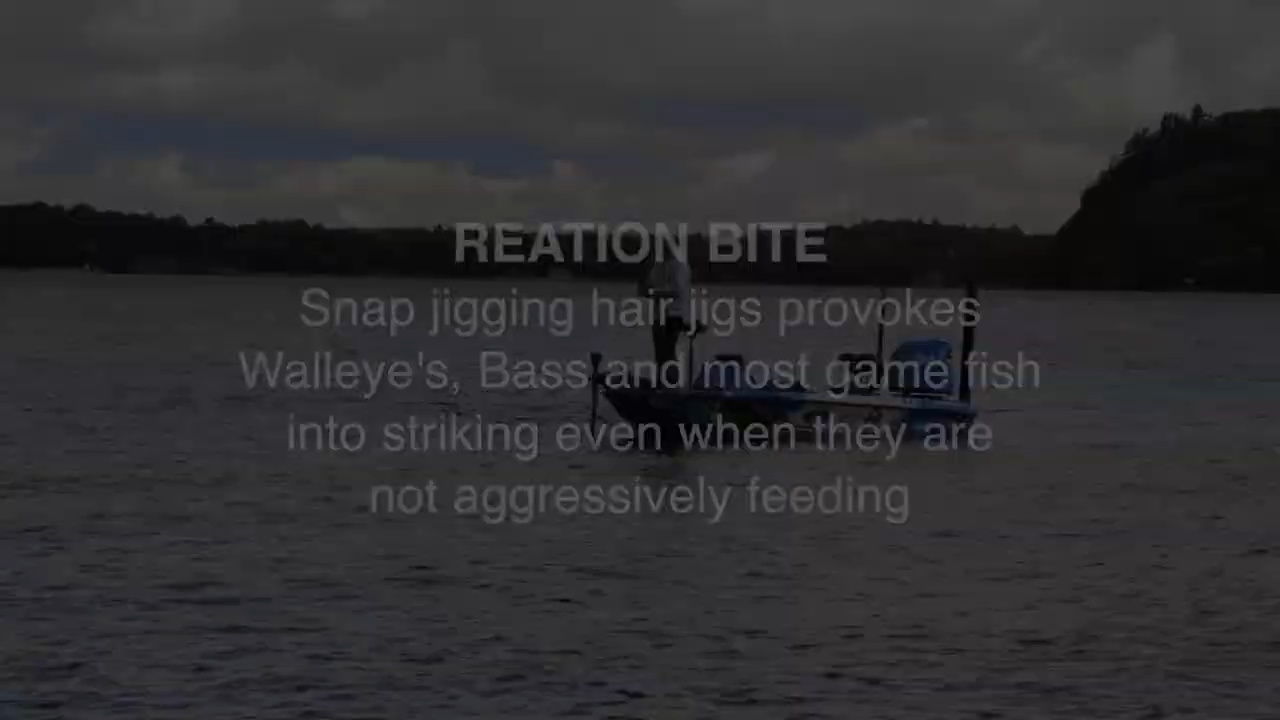 REATION BITE
Snap jigging hair jigs provokes
Walleye's, Bass and most game fish
into striking even when they are
not aggressively feeding